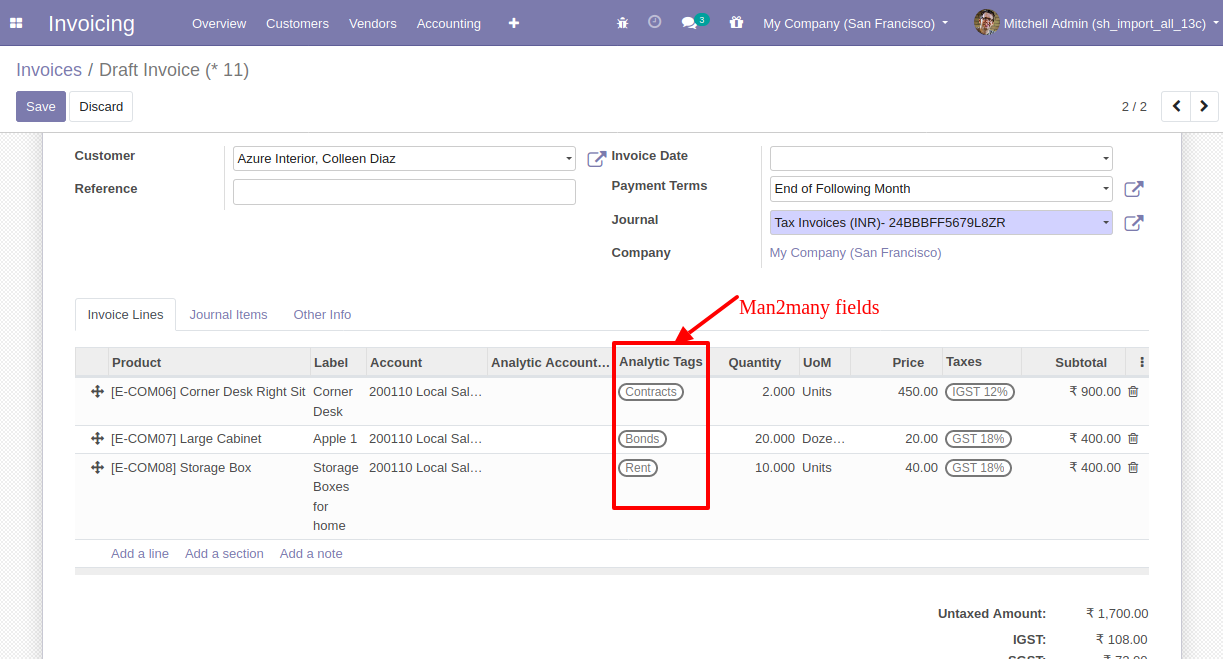 Invoicing Overview Customers Vendors Accounting 3 My Company (San Francisco) Mitchell Admin (sh_import_all_13c)
Invoices / Draft Invoice (* 11)
Save Discard 2 / 2
Customer Azure Interior, Colleen Diaz Invoice Date
Reference Payment Terms End of Following Month
Journal Tax Invoices (INR)- 24BBBFF5679L8ZR
Company My Company (San Francisco)
Man2many fields
Invoice Lines Journal Items Other Info
Product Label Account Analytic Account... Analytic Tags Quantity UoM Price Taxes Subtotal
[E-COM06] Corner Desk Right Sit Corner 200110 Local Sal... Contracts 2.000 Units 450.00 IGST 12% ₹ 900.00
Desk
[E-COM07] Large Cabinet Apple 1 200110 Local Sal... Bonds 20.000 Doze... 20.00 GST 18% ₹ 400.00
[E-COM08] Storage Box Storage 200110 Local Sal... Rent 10.000 Units 40.00 GST 18% ₹ 400.00
Boxes
for
home
Add a line Add a section Add a note
Untaxed Amount: ₹ 1,700.00
IGST: ₹ 108.00